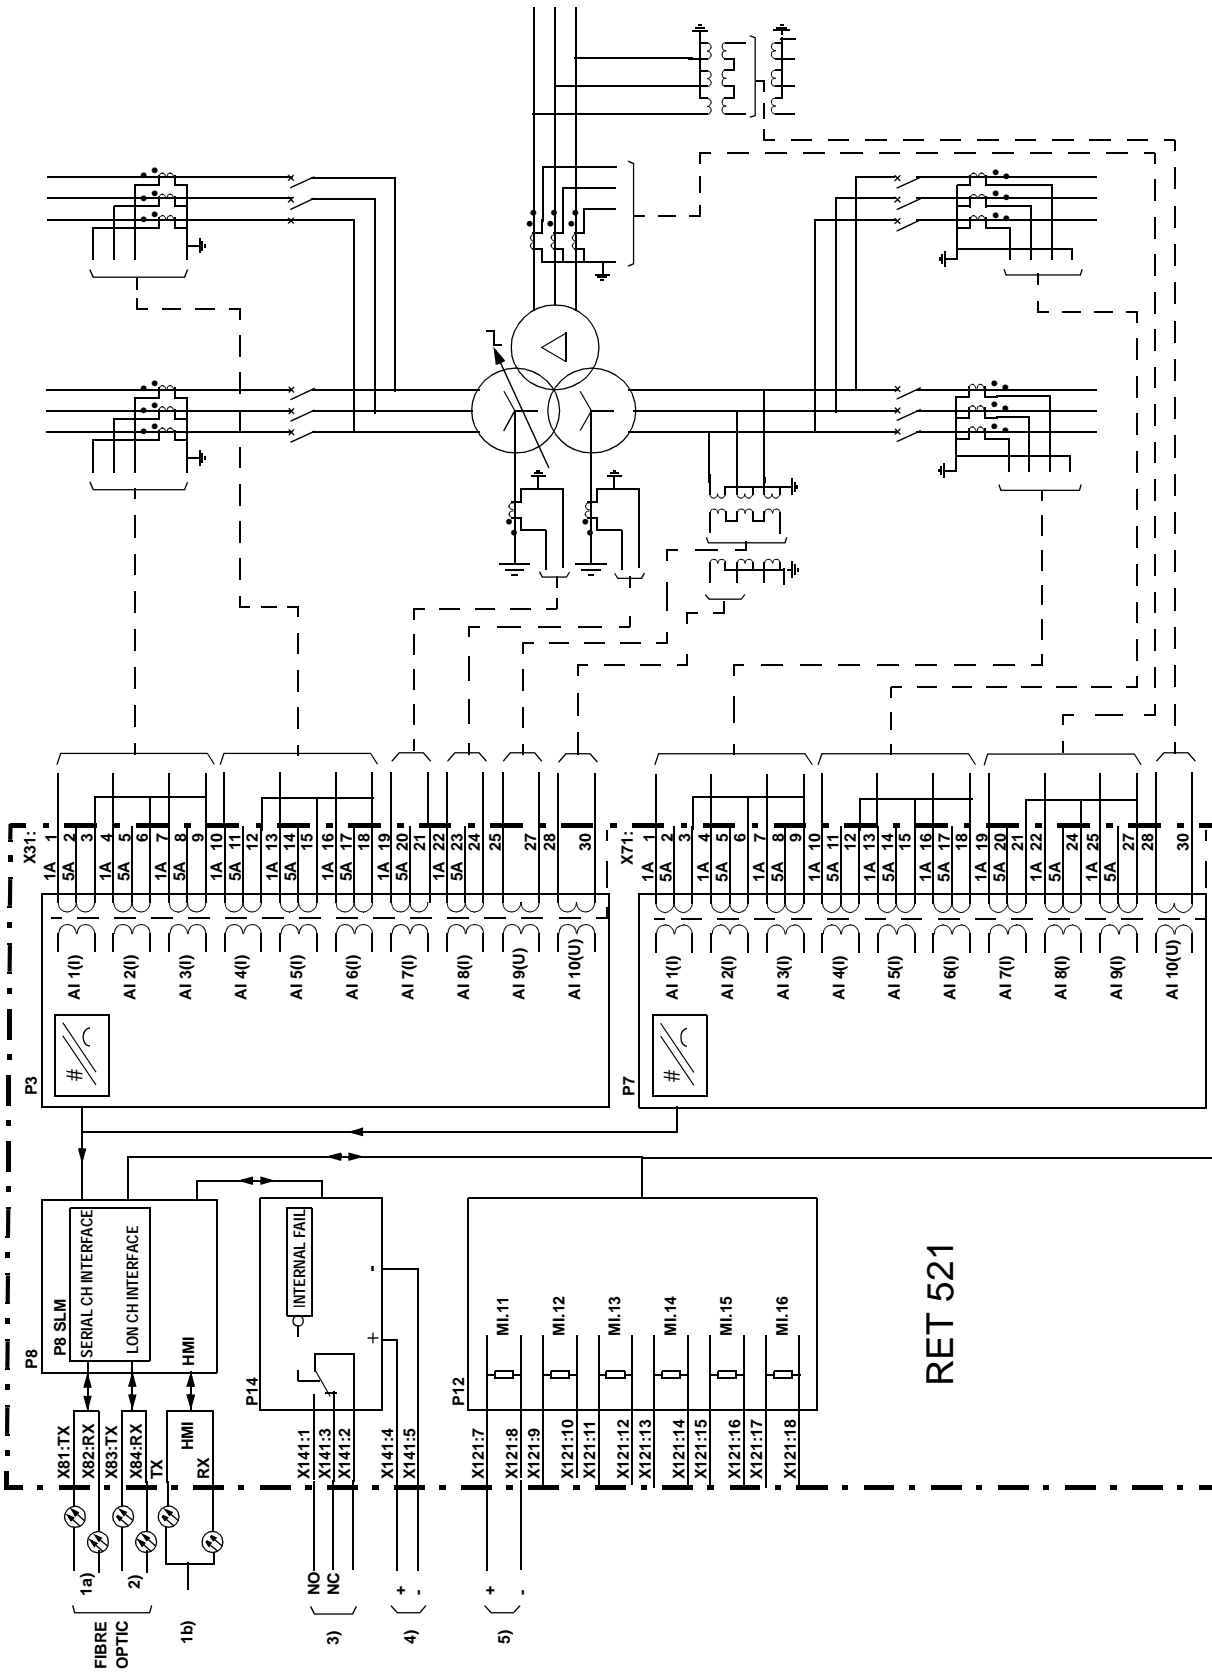 X31:
1A 1
5A 2
3
1A 4
5A 5
6
1A 7
5A 8
9
1A 10
5A 11
12
1A 13
5A 14
15
1A 16
5A 17
18
1A 19
5A 20
21
1A 22
5A 23
24
25
27
28
30
X71:
1A 1
5A 2
3
1A 4
5A 5
6
1A 7
5A 8
9
1A 10
5A 11
12
1A 13
5A 14
15
1A 16
5A 17
18
1A 19
5A 20
21
1A 22
5A
24
1A 25
5A
27
28
30
P3
#
AI 1(I)
AI 2(I)
AI 3(I)
AI 4(I)
AI 5(I)
AI 6(I)
AI 7(I)
AI 8(I)
AI 9(U)
AI 10(U)
P7
#
AI 1(I)
AI 2(I)
AI 3(I)
AI 4(I)
AI 5(I)
AI 6(I)
AI 7(I)
AI 8(I)
AI 9(I)
AI 10(U)
P8
P8 SLM
SERIAL CH INTERFACE
LON CH INTERFACE
HMI
P14
INTERNAL FAIL
+
-
P12
MI.11
MI.12
MI.13
MI.14
MI.15
MI.16
RET 521
X81:TX
X82:RX
X83:TX
X84:RX
TX
HMI
RX
X141:1
X141:3
X141:2
X141:4
X141:5
X121:7
X121:8
X121:9
X121:10
X121:11
X121:12
X121:13
X121:14
X121:15
X121:16
X121:17
X121:18
FIBRE
OPTIC
1a)
2)
1b)
NO
NC
3)
+
-
4)
+
-
5)